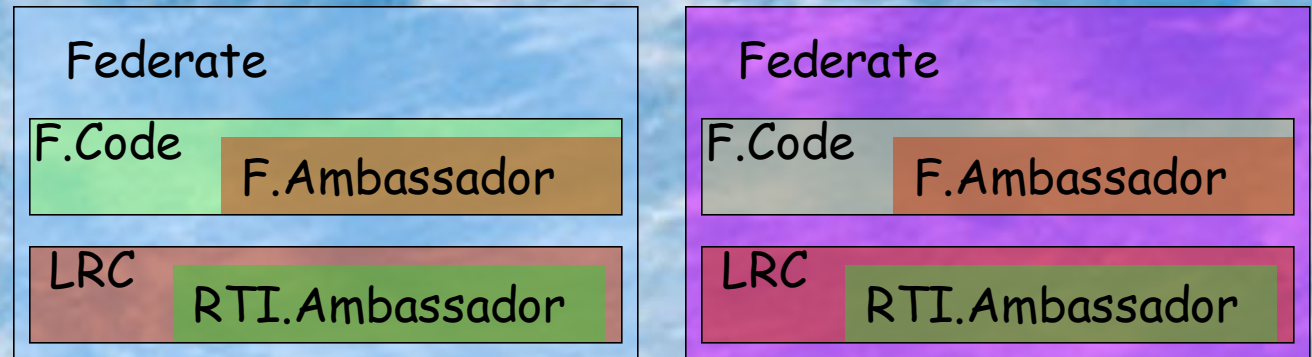 Federate
F.Code
F.Ambassador
LRC
RTI.Ambassador
Federate
F.Code
F.Ambassador
LRC
RTI.Ambassador